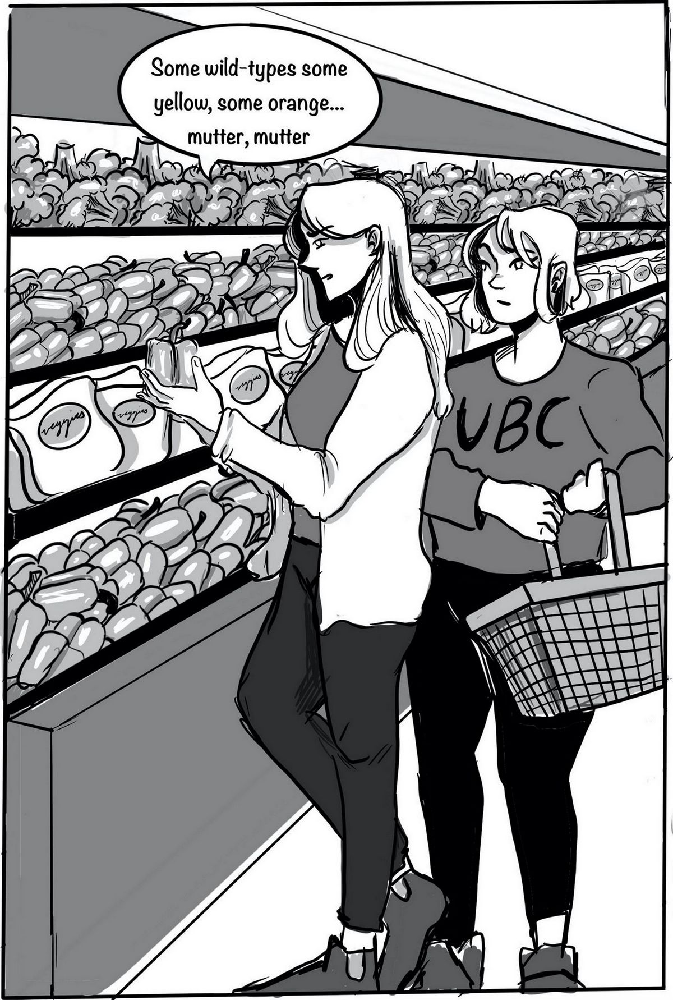 Some wild-types some
yellow, some orange...
mutter, mutter
veggies
veggies
veggies
UBC